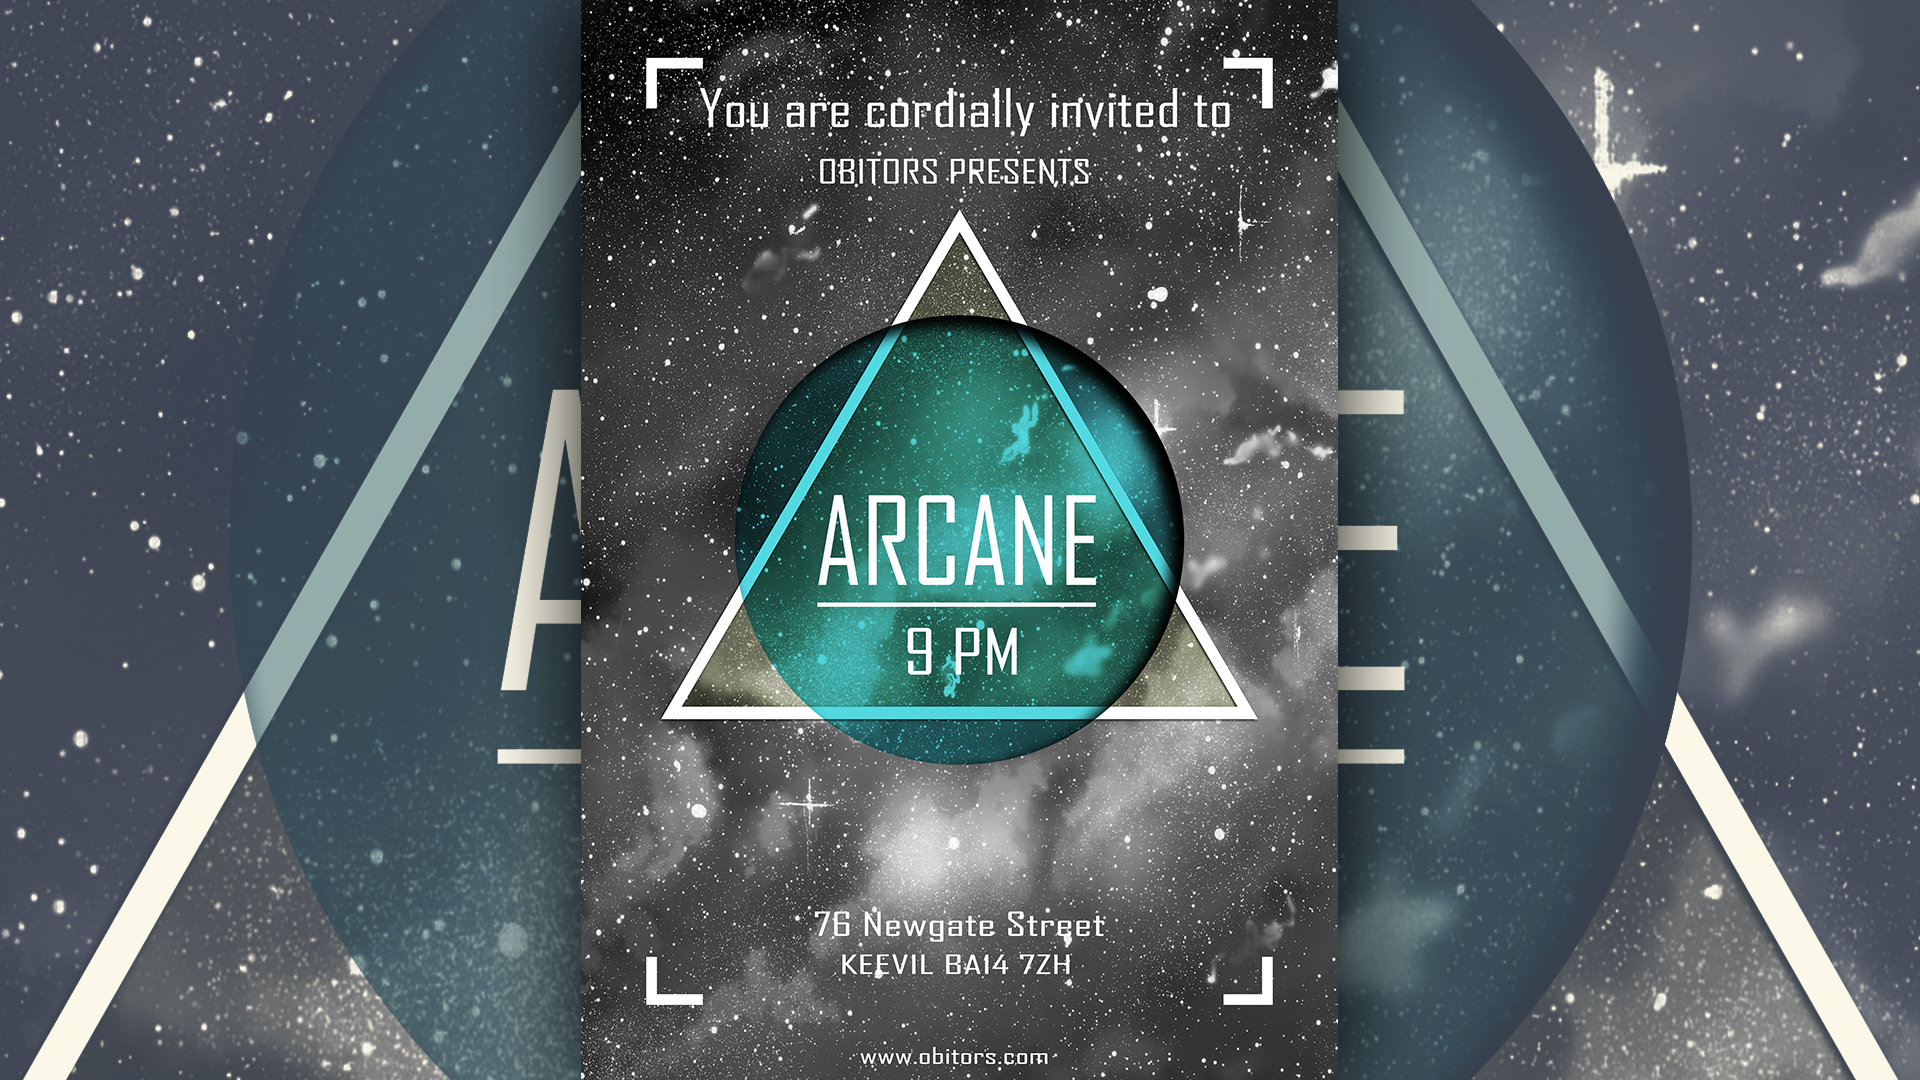 You are cordially invited to
OBITORS PRESENTS
ARCANE
9 PM
76 Newgate Street
KEEVIL BA14 7ZH
www.obitors.com